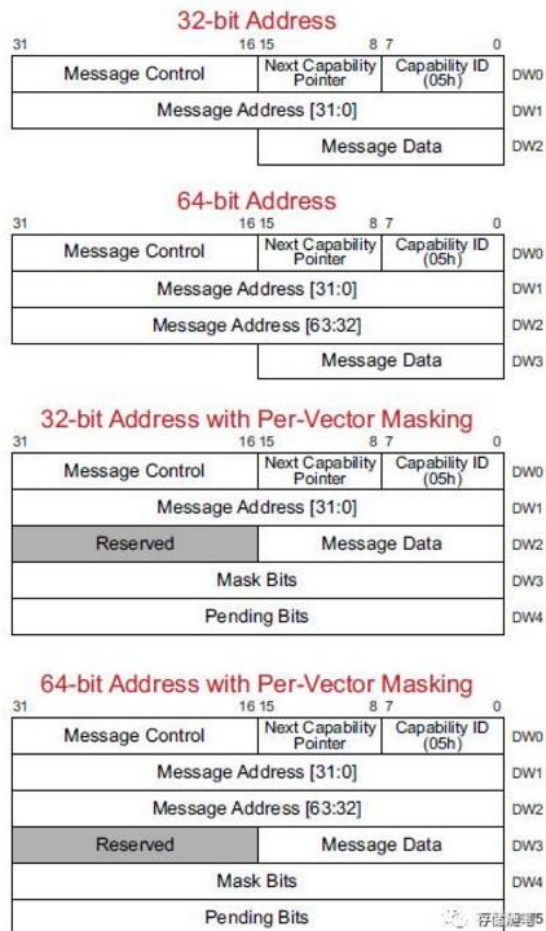 32-bit Address
31 16 15 8 7 0
Message Control Next Capability Pointer Capability ID (05h) DW0
Message Address [31:0] DW1
Message Data DW2
64-bit Address
31 16 15 8 7 0
Message Control Next Capability Pointer Capability ID (05h) DW0
Message Address [31:0] DW1
Message Address [63:32] DW2
Message Data DW3
32-bit Address with Per-Vector Masking
31 16 15 8 7 0
Message Control Next Capability Pointer Capability ID (05h) DW0
Message Address [31:0] DW1
Reserved Message Data DW2
Mask Bits DW3
Pending Bits DW4
64-bit Address with Per-Vector Masking
31 16 15 8 7 0
Message Control Next Capability Pointer Capability ID (05h) DW0
Message Address [31:0] DW1
Message Address [63:32] DW2
Reserved Message Data DW3
Mask Bits DW4
Pending Bits